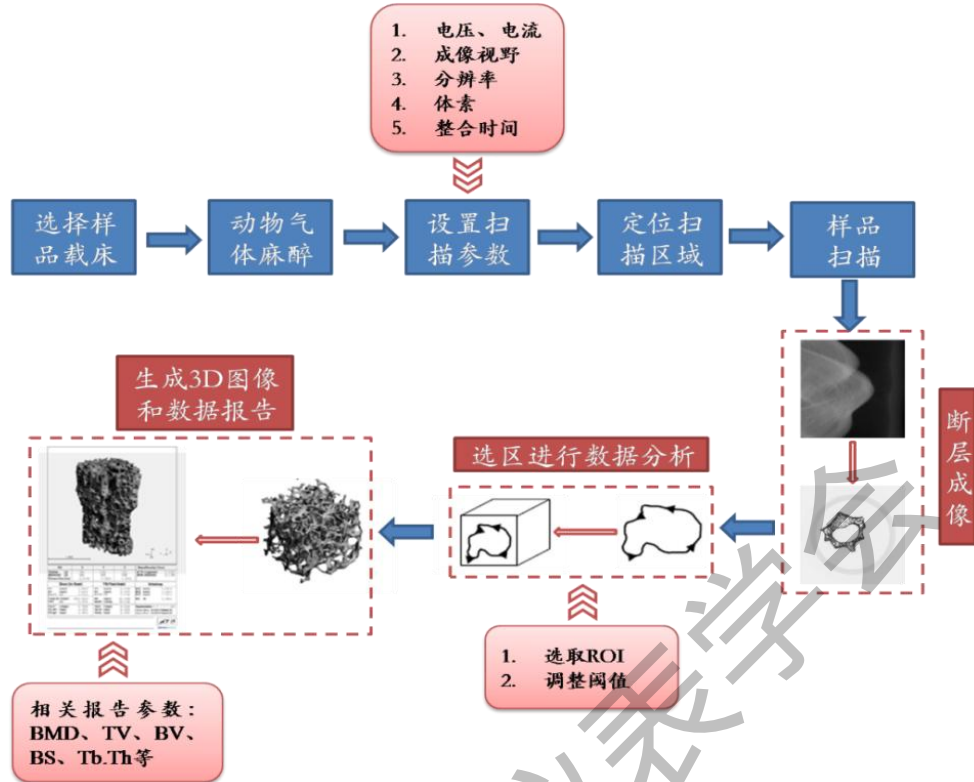 1. 电压、电流
2. 成像视野
3. 分辨率
4. 体素
5. 整合时间
选择样
品载床
动物气
体麻醉
设置扫
描参数
定位扫
描区域
样品
扫描
断层成像
生成3D图像
和数据报告
选区进行数据分析
1. 选取ROI
2. 调整阈值
相关报告参数：
BMD、TV、BV、
BS、Tb.Th等
仪表学会